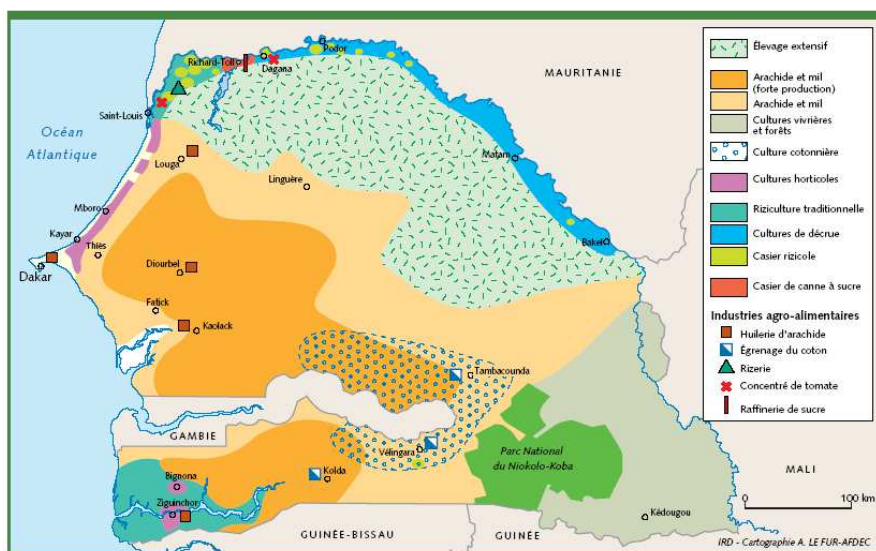 Océan
Atlantique
MAURITANIE
Richard-Toll
Dagana
Podor
Saint-Louis
Louga
Linguère
Matam
Bakel
Mboro
Kayar
Thiès
Dakar
Diourbel
Fatick
Kaolack
Tambacounda
GAMBIE
Vélingara
Kolda
Bignona
Ziguinchor
Parc National
du Niokolo-Koba
Kédougou
MALI
GUINÉE-BISSAU
GUINÉE
Élevage extensif
Arachide et mil
(forte production)
Arachide et mil
Cultures vivrières
et forêts
Culture cotonnière
Cultures horticoles
Riziculture traditionnelle
Cultures de décrue
Casier rizicole
Casier de canne à sucre
Industries agro-alimentaires
Huilerie d'arachide
Égrenage du coton
Rizerie
Concentré de tomate
Raffinerie de sucre
0
100 km
IRD - Cartographie A. LE FUR-AFDEC